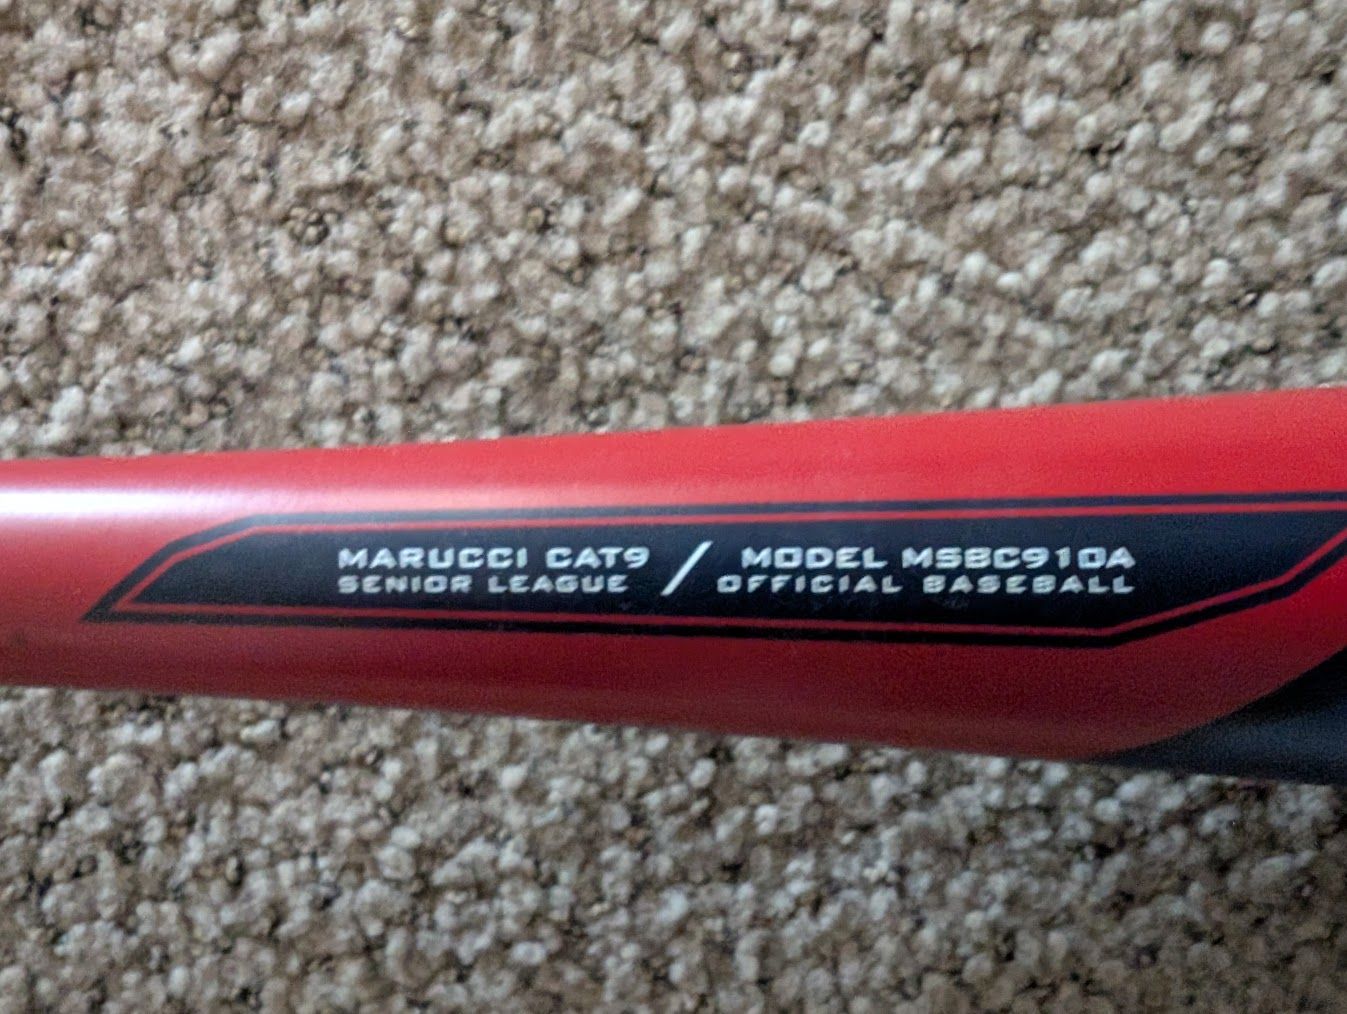 MARUCCI CAT9 / MODEL MSBC910A
SENIOR LEAGUE / OFFICIAL BASEBALL